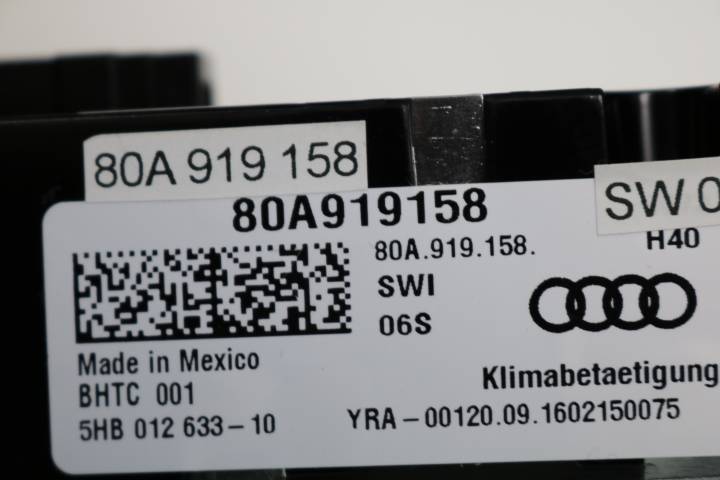 80A 919 158
SW 0
80A919158
80A.919.158.
H40
SWI
06S
Made in Mexico
BHTC 001
Klimabetaetigung
5HB 012 633-10
YRA-00120.09.1602150075